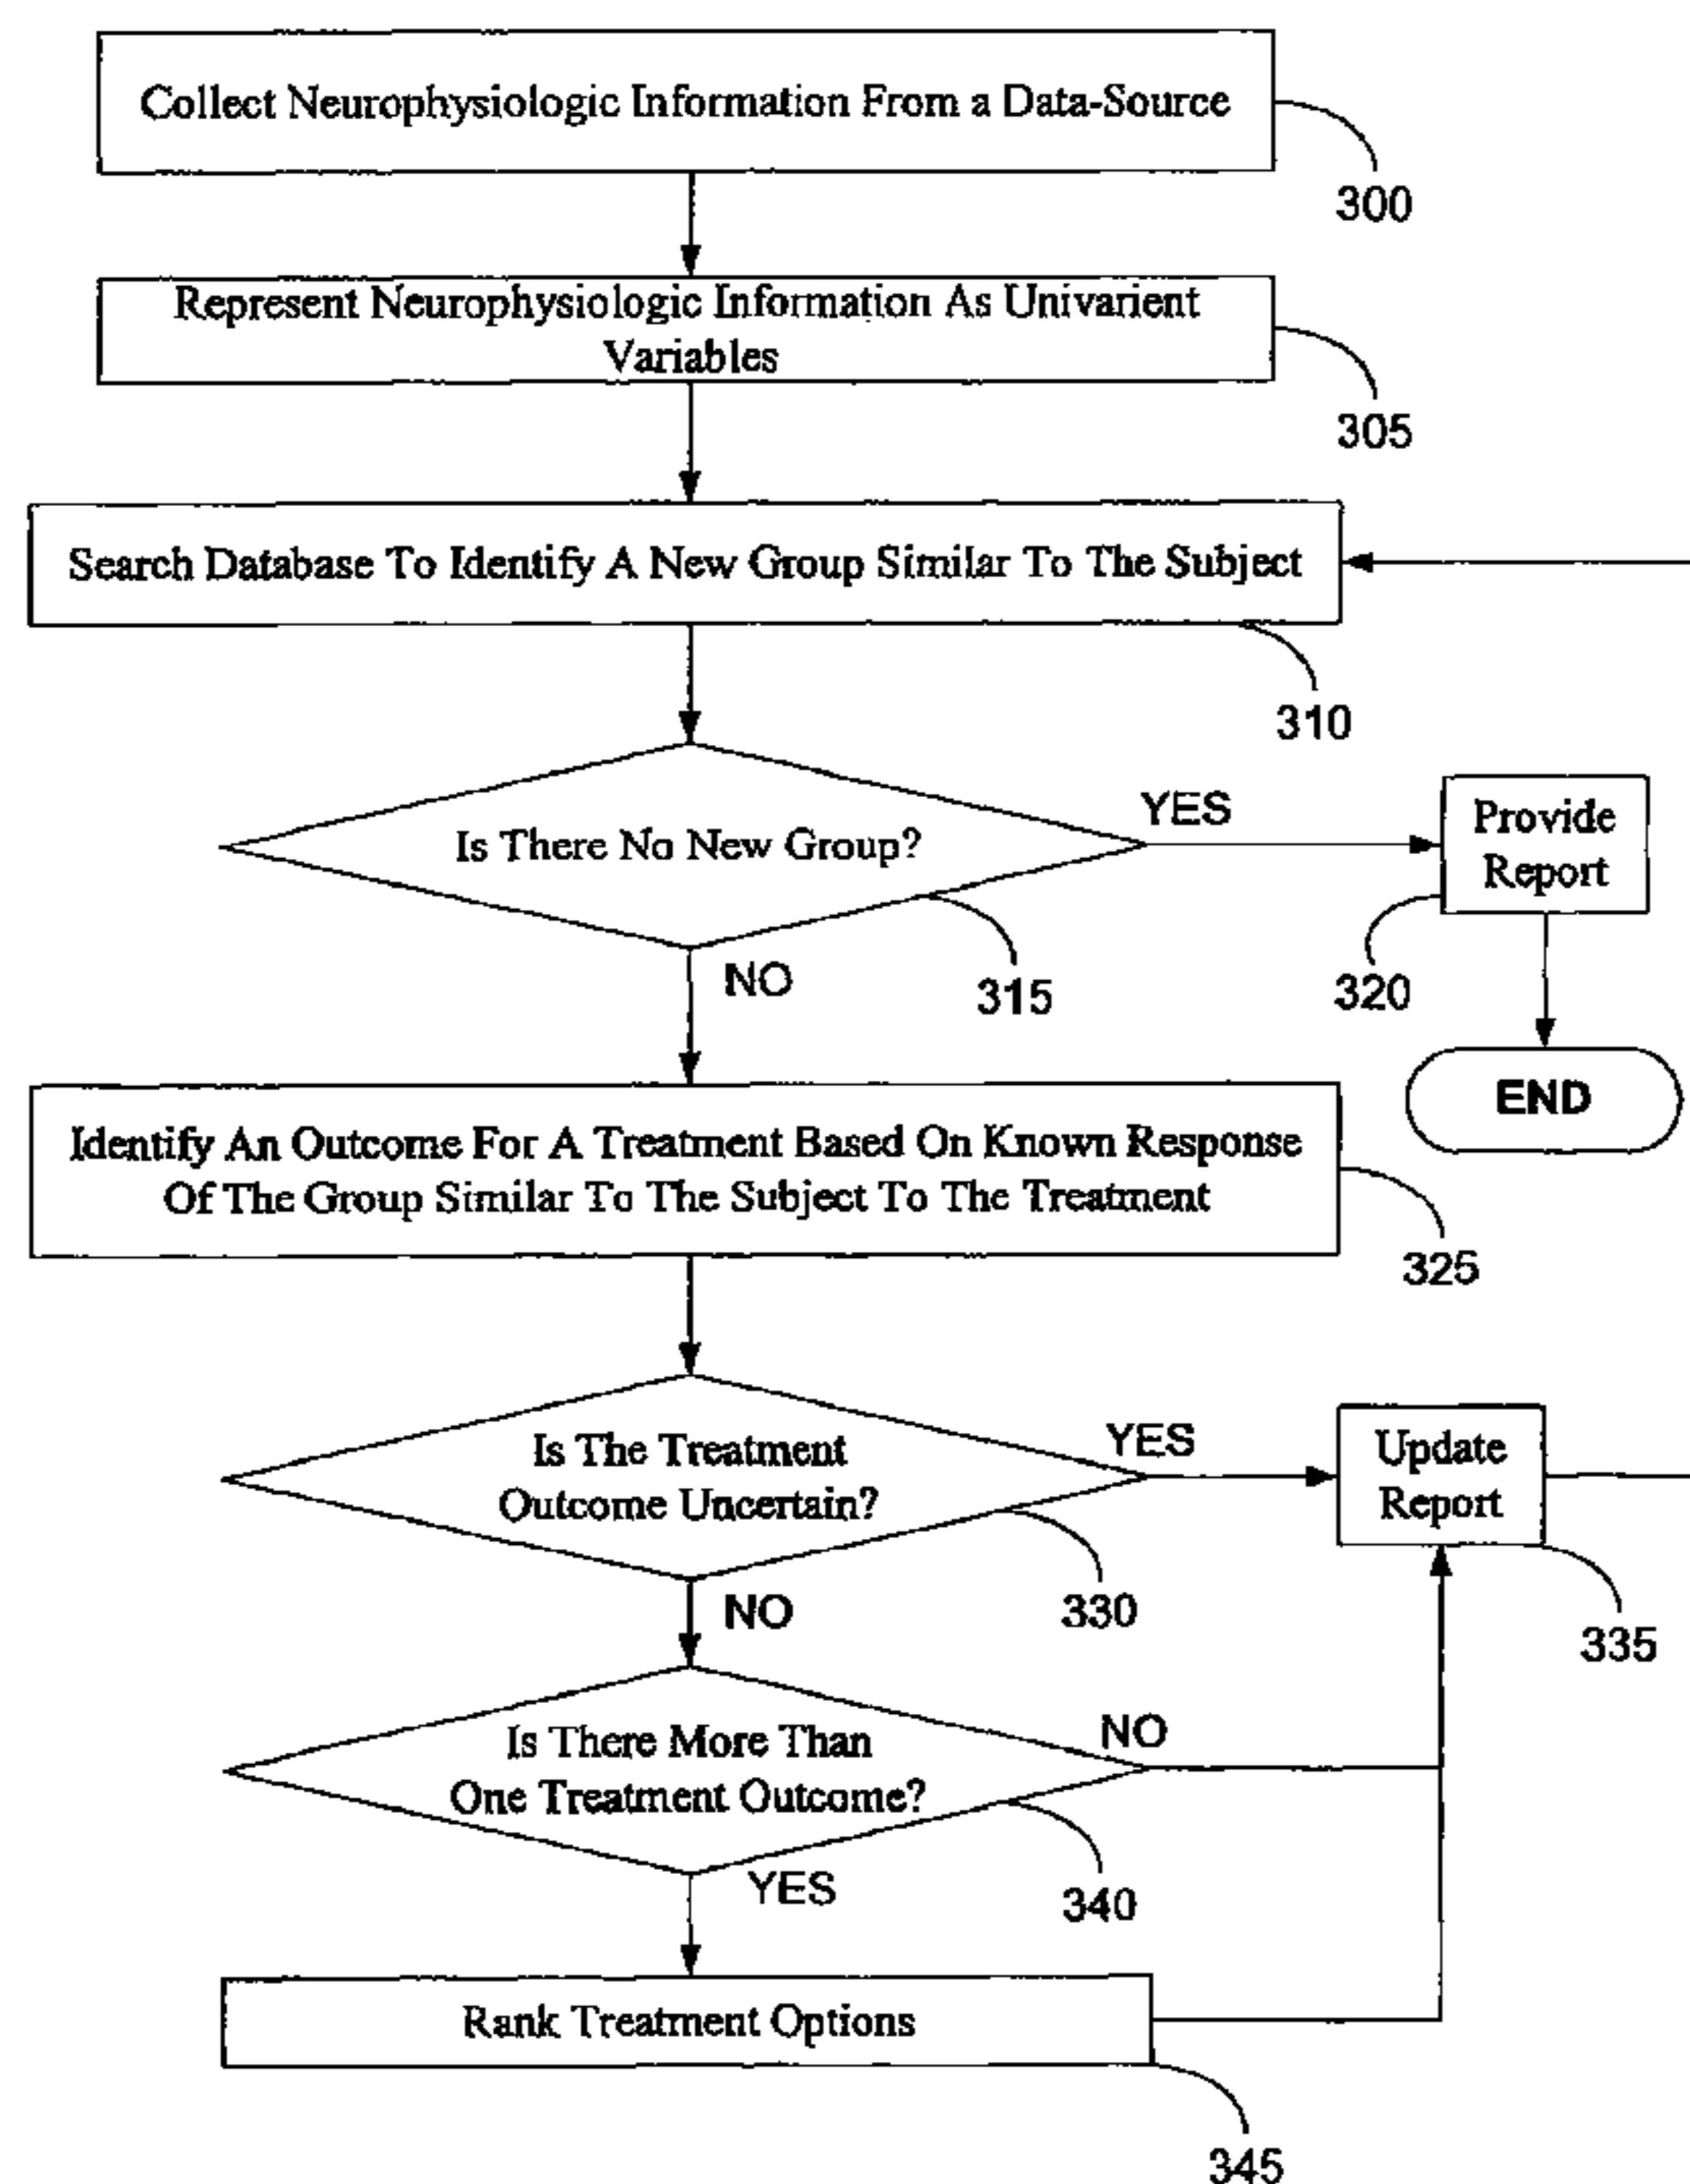 Collect Neurophysiologic Information From a Data-Source
300
Represent Neurophysiologic Information As Univarient
Variables
305
Search Database To Identify A New Group Similar To The Subject
310
Is There No New Group?
YES
315
NO
Provide
Report
320
END
Identify An Outcome For A Treatment Based On Known Response
Of The Group Similar To The Subject To The Treatment
325
Is The Treatment
Outcome Uncertain?
YES
330
NO
Update
Report
335
Is There More Than
One Treatment Outcome?
NO
340
YES
Rank Treatment Options
345